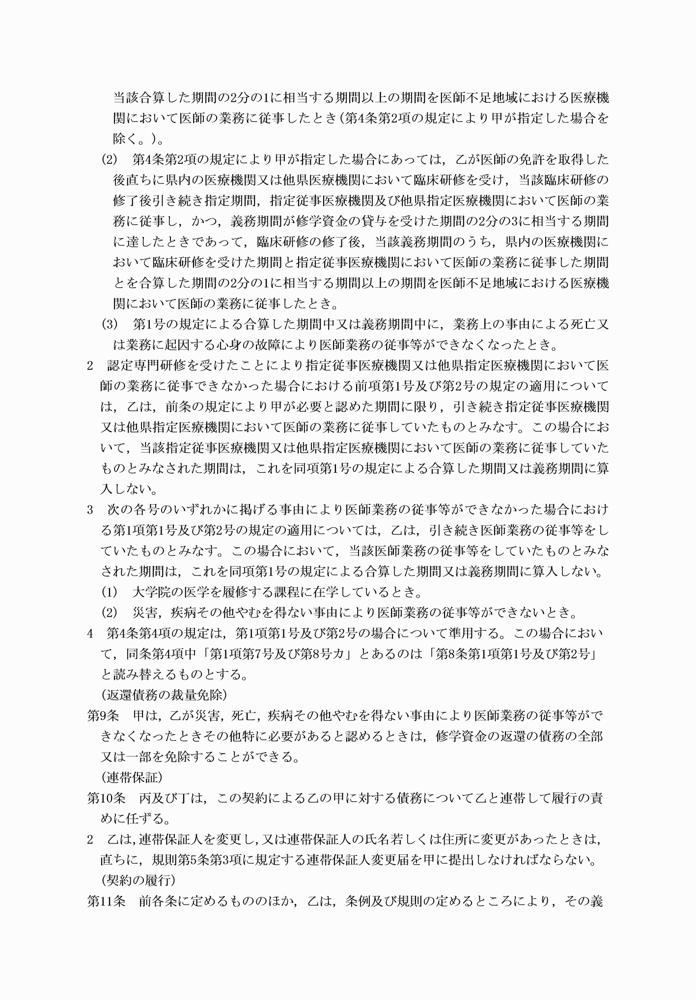 当該合算した期間の2分の1に相当する期間以上の期間を医師不足地域における医療機
関において医師の業務に従事したとき(第4条第2項の規定により甲が指定した場合を
除く。)。
(2)　第4条第2項の規定により甲が指定した場合にあっては，乙が医師の免許を取得した
後直ちに県内の医療機関又は他県医療機関において臨床研修を受け，当該臨床研修の
修了後引き続き指定期間，指定従事医療機関及び他県指定医療機関において医師の業
務に従事し，かつ，義務期間が修学資金の貸与を受けた期間の2分の3に相当する期間
に達したときであって，臨床研修の修了後，当該義務期間のうち，県内の医療機関に
おいて臨床研修を受けた期間と指定従事医療機関において医師の業務に従事した期間
とを合算した期間の2分の1に相当する期間以上の期間を医師不足地域における医療機
関において医師の業務に従事したとき。
(3)　第1号の規定による合算した期間中又は義務期間中に，業務上の事由による死亡又
は業務に起因する心身の故障により医師業務の従事等ができなくなったとき。
2　認定専門研修を受けたことにより指定従事医療機関又は他県指定医療機関において医
師の業務に従事できなかった場合における前項第1号及び第2号の規定の適用について
は，乙は，前条の規定により甲が必要と認めた期間に限り，引き続き指定従事医療機関
又は他県指定医療機関において医師の業務に従事していたものとみなす。この場合にお
いて，当該指定従事医療機関又は他県指定医療機関において医師の業務に従事していた
ものとみなされた期間は，これを同項第1号の規定による合算した期間又は義務期間に算
入しない。
3　次の各号のいずれかに掲げる事由により医師業務の従事等ができなかった場合におけ
る第1項第1号及び第2号の規定の適用については，乙は，引き続き医師業務の従事等をし
ていたものとみなす。この場合において，当該医師業務の従事等をしていたものとみな
された期間は，これを同項第1号の規定による合算した期間又は義務期間に算入しない。
(1)　大学院の医学を履修する課程に在学しているとき。
(2)　災害，疾病その他やむを得ない事由により医師業務の従事等ができないとき。
4　第4条第4項の規定は，第1項第1号及び第2号の場合について準用する。この場合におい
て，同条第4項中「第1項第7号及び第8号カ」とあるのは「第8条第1項第1号及び第2号」
と読み替えるものとする。
(返還債務の裁量免除)
第9条　甲は，乙が災害，死亡，疾病その他やむを得ない事由により医師業務の従事等がで
きなくなったときその他特に必要があると認めるときは，修学資金の返還の債務の全部
又は一部を免除することができる。
(連帯保証)
第10条　丙及び丁は，この契約による乙の甲に対する債務について乙と連帯して履行の責
めに任ずる。
2　乙は，連帯保証人を変更し，又は連帯保証人の氏名若しくは住所に変更があったときは，
直ちに，規則第5条第3項に規定する連帯保証人変更届を甲に提出しなければならない。
(契約の履行)
第11条　前各条に定めるもののほか，乙は，条例及び規則の定めるところにより，その義